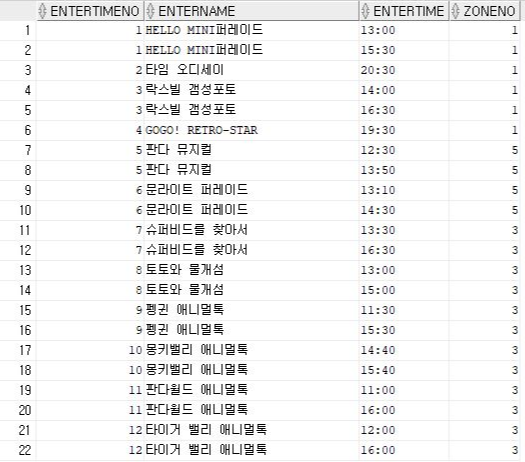 ENTERTIMENO ENTERNAME ENTERTIME ZONENO
1 1 HELLO MINI퍼레이드 13:00 1
2 1 HELLO MINI퍼레이드 15:30 1
3 2 타임 오디세이 20:30 1
4 3 락스빌 갬성포토 14:00 1
5 3 락스빌 갬성포토 16:30 1
6 4 GOGO! RETRO-STAR 19:30 1
7 5 판다 뮤지컬 12:30 5
8 5 판다 뮤지컬 13:50 5
9 6 문라이트 퍼레이드 13:10 5
10 6 문라이트 퍼레이드 14:30 5
11 7 슈퍼비드를 찾아서 13:30 3
12 7 슈퍼비드를 찾아서 16:30 3
13 8 토토와 물개섬 13:00 3
14 8 토토와 물개섬 15:00 3
15 9 펭귄 애니멀톡 11:30 3
16 9 펭귄 애니멀톡 15:30 3
17 10 몽키밸리 애니멀톡 14:40 3
18 10 몽키밸리 애니멀톡 15:40 3
19 11 판다월드 애니멀톡 11:00 3
20 11 판다월드 애니멀톡 16:00 3
21 12 타이거 밸리 애니멀톡 12:00 3
22 12 타이거 밸리 애니멀톡 16:00 3